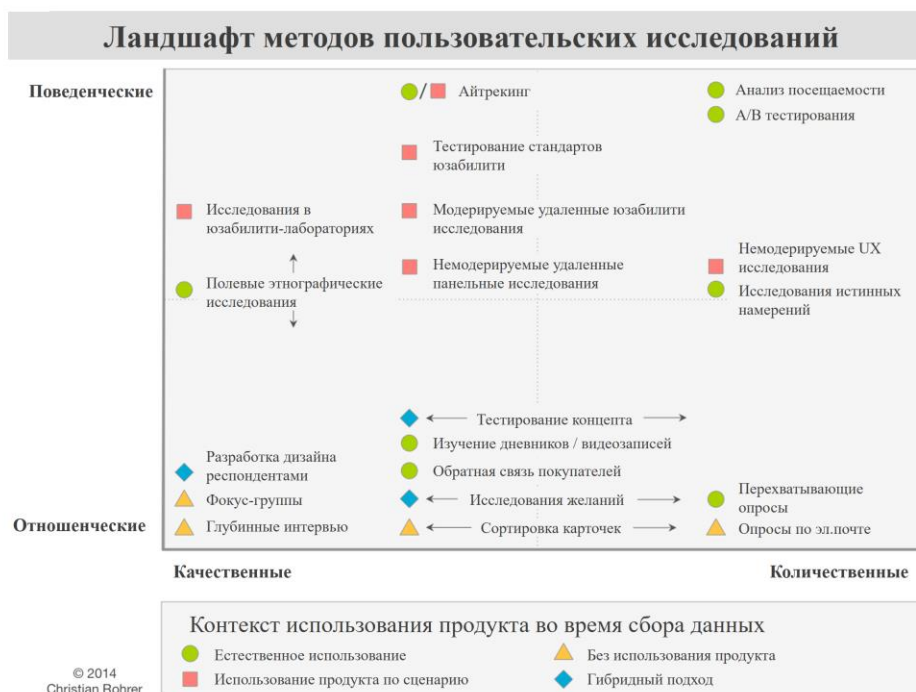 Ландшафт методов пользовательских исследований
Поведенческие
/ Айтрекинг
Анализ посещаемости
А/В тестирования
Тестирование стандартов
юзабилити
Исследования в
юзабилити-лабораториях
Модерируемые удаленные юзабилити
исследования
Полевые этнографические
исследования
Немодерируемые удаленные
панельные исследования
Немодерируемые UX
исследования
Исследования истинных
намерений
Тестирование концепта
Изучение дневников / видеозаписей
Разработка дизайна
респондентами
Обратная связь покупателей
Фокус-группы
Исследования желаний
Перехватывающие
опросы
Отношенческие
Глубинные интервью
Сортировка карточек
Опросы по эл.почте
Качественные
Количественные
Контекст использования продукта во время сбора данных
Естественное использование
Без использования продукта
Использование продукта по сценарию
Гибридный подход
© 2014
Christian Rohrer